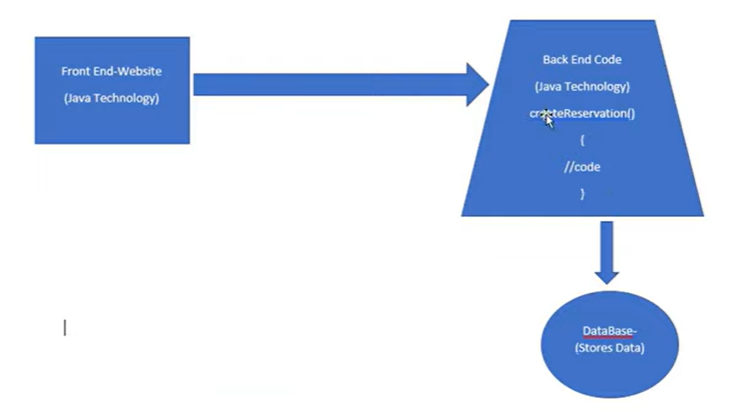 Front End-Website
(Java Technology)
Back End Code
(Java Technology)
createReservation()
{
//code
}
DataBase-
(Stores Data)